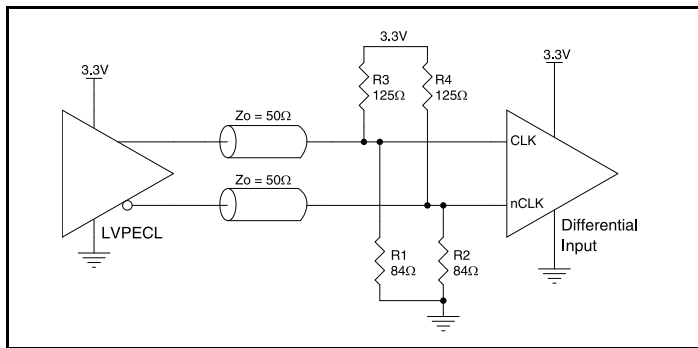 3.3V
3.3V
3.3V
R3
125Ω
R4
125Ω
Zo = 50Ω
CLK
Zo = 50Ω
nCLK
LVPECL
Differential
Input
R1
84Ω
R2
84Ω